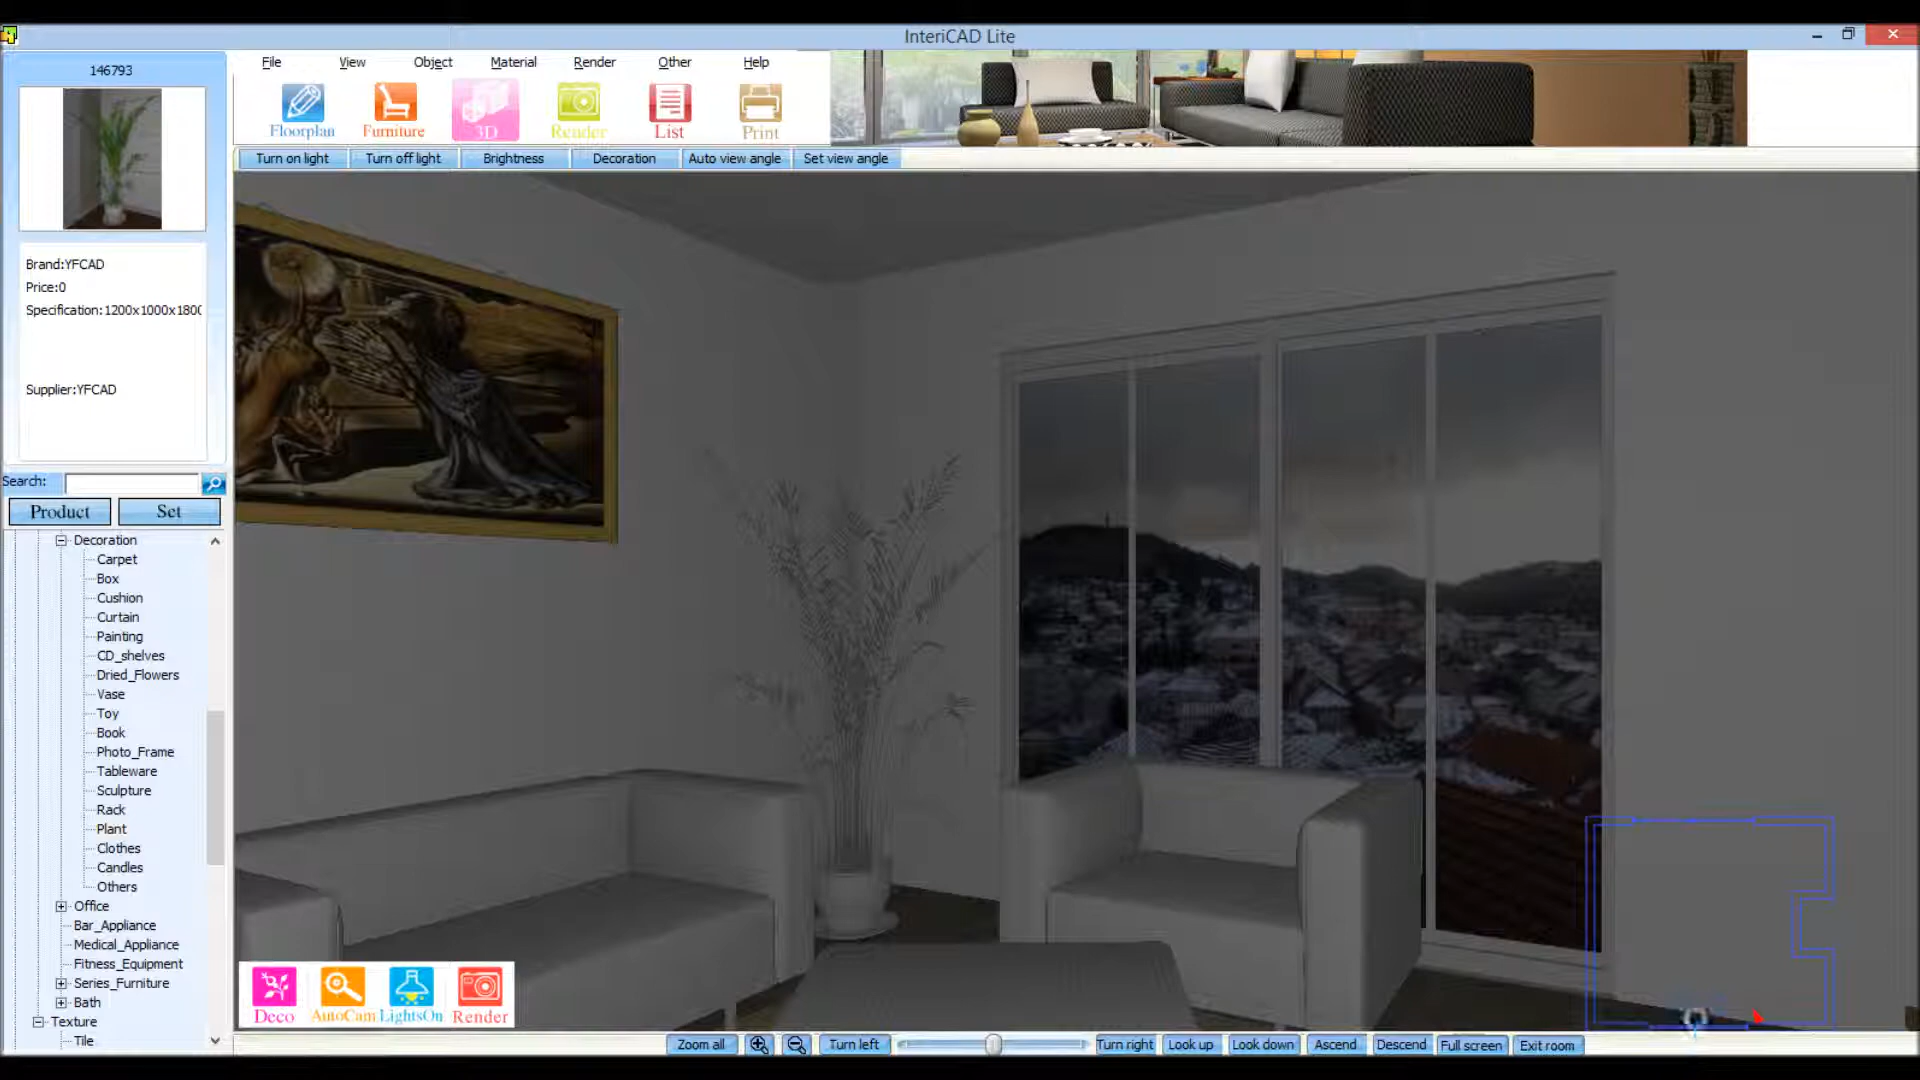 InteriCAD Lite
146793
File View Object Material Render Other Help
Floorplan Furniture 3D Render List Print
Turn on light Turn off light Brightness Decoration Auto view angle Set view angle
Brand:YFCAD
Price:0
Specification:1200x1000x1800
Supplier:YFCAD
Search:
Product Set
Decoration
Carpet
Box
Cushion
Curtain
Painting
CD_shelves
Dried_Flowers
Vase
Toy
Book
Photo_Frame
Tableware
Sculpture
Rack
Plant
Clothes
Candles
Others
Office
Bar_Appliance
Medical_Appliance
Fitness_Equipment
Series_Furniture
Bath
Texture
Tile
Deco AutoCam LightsOn Render
Zoom all Turn left Turn right Look up Look down Ascend Descend Full screen Exit room